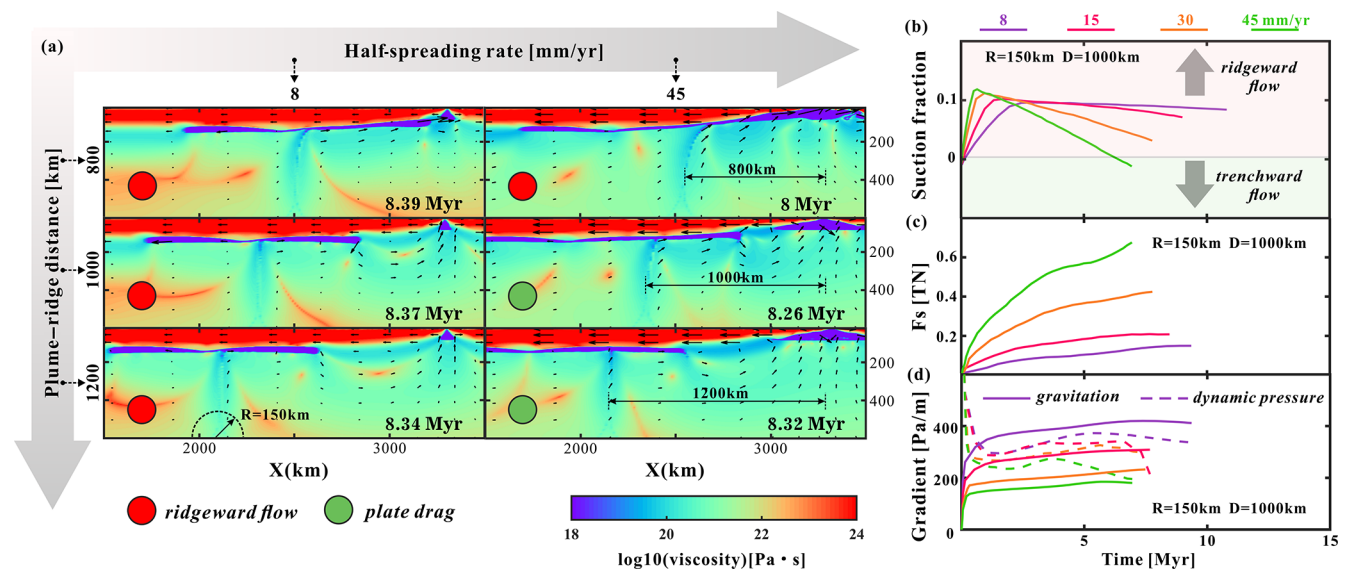 (a)
Half-spreading rate [mm/yr]
8
45
Plume-ridge distance [km]
800
1000
1200
8.39 Myr
800km
8 Myr
200
400
8.37 Myr
1000km
8.26 Myr
200
400
R=150km
8.34 Myr
1200km
8.32 Myr
200
400
2000
3000
2000
3000
X(km)
X(km)
ridgeward flow
plate drag
18
20
22
24
log10(viscosity)[Pa·s]
(b)
8
15
30
45 mm/yr
R=150km D=1000km
ridgeward
flow
trenchward
flow
Suction fraction
0.1
0
(c)
R=150km D=1000km
Fs [TN]
0.6
0.4
0.2
(d)
gravitation
dynamic pressure
Gradient [Pa/m]
400
200
0
R=150km D=1000km
5
10
15
Time [Myr]